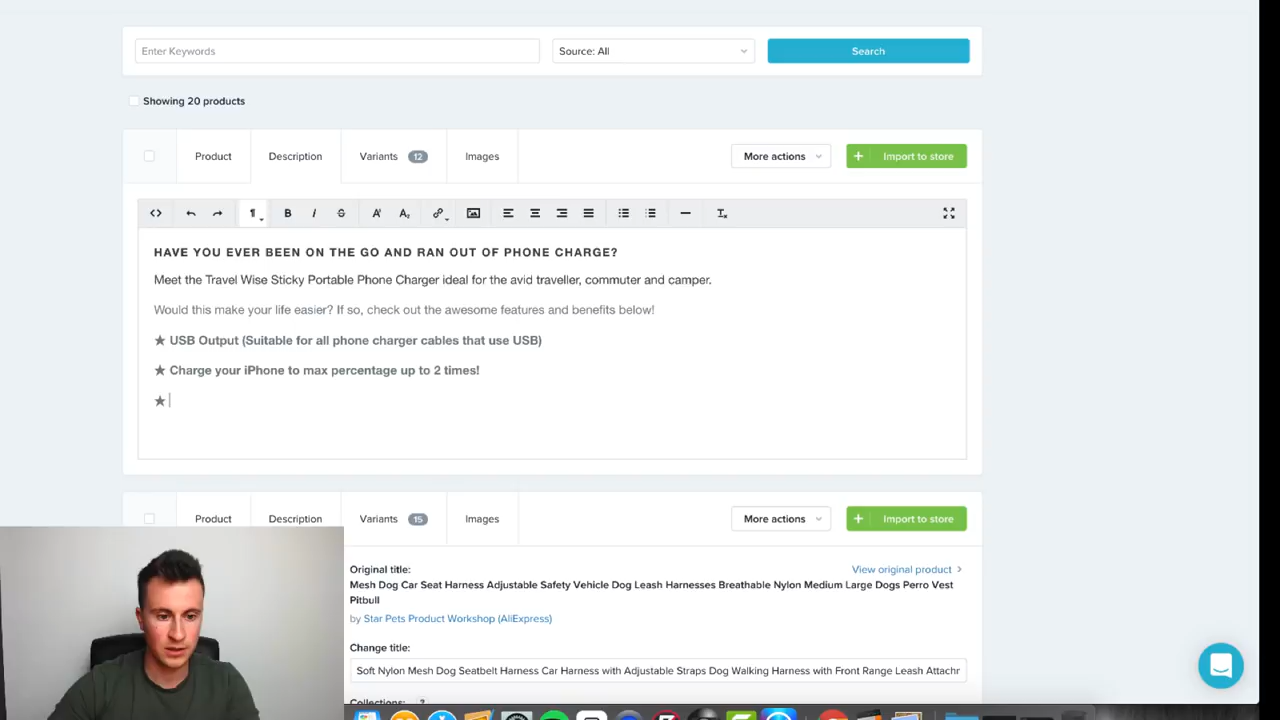 Enter Keywords
Source: All
Search
Showing 20 products
Product
Description
Variants 12
Images
More actions
+ Import to store
<>
¶
B
I
S
HAVE YOU EVER BEEN ON THE GO AND RAN OUT OF PHONE CHARGE?
Meet the Travel Wise Sticky Portable Phone Charger ideal for the avid traveller, commuter and camper.
Would this make your life easier? If so, check out the awesome features and benefits below!
★ USB Output (Suitable for all phone charger cables that use USB)
★ Charge your iPhone to max percentage up to 2 times!
★
Product
Description
Variants 15
Images
More actions
+ Import to store
Original title:
View original product >
Mesh Dog Car Seat Harness Adjustable Safety Vehicle Dog Leash Harnesses Breathable Nylon Medium Large Dogs Perro Vest
Pitbull
by Star Pets Product Workshop (AliExpress)
Change title:
Soft Nylon Mesh Dog Seatbelt Harness Car Harness with Adjustable Straps Dog Walking Harness with Front Range Leash Attachr
Collections: ?